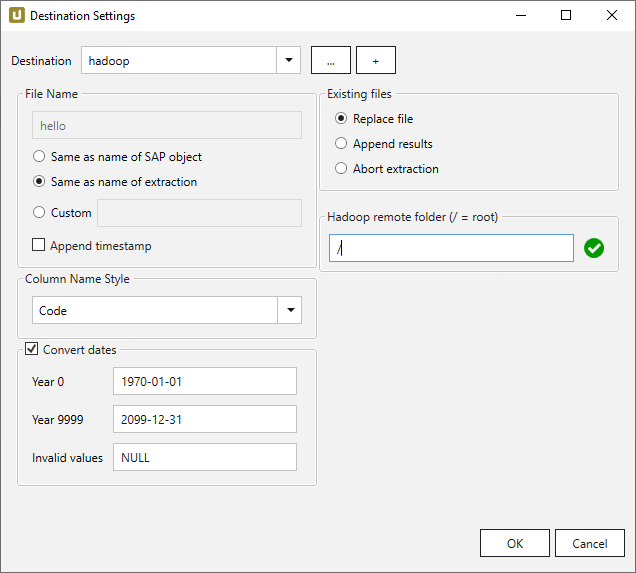 Destination Settings
Destination hadoop ... +
File Name
hello
Same as name of SAP object
Same as name of extraction
Custom
Append timestamp
Column Name Style
Code
Convert dates
Year 0 1970-01-01
Year 9999 2099-12-31
Invalid values NULL
Existing files
Replace file
Append results
Abort extraction
Hadoop remote folder (/ = root)
/
OK Cancel